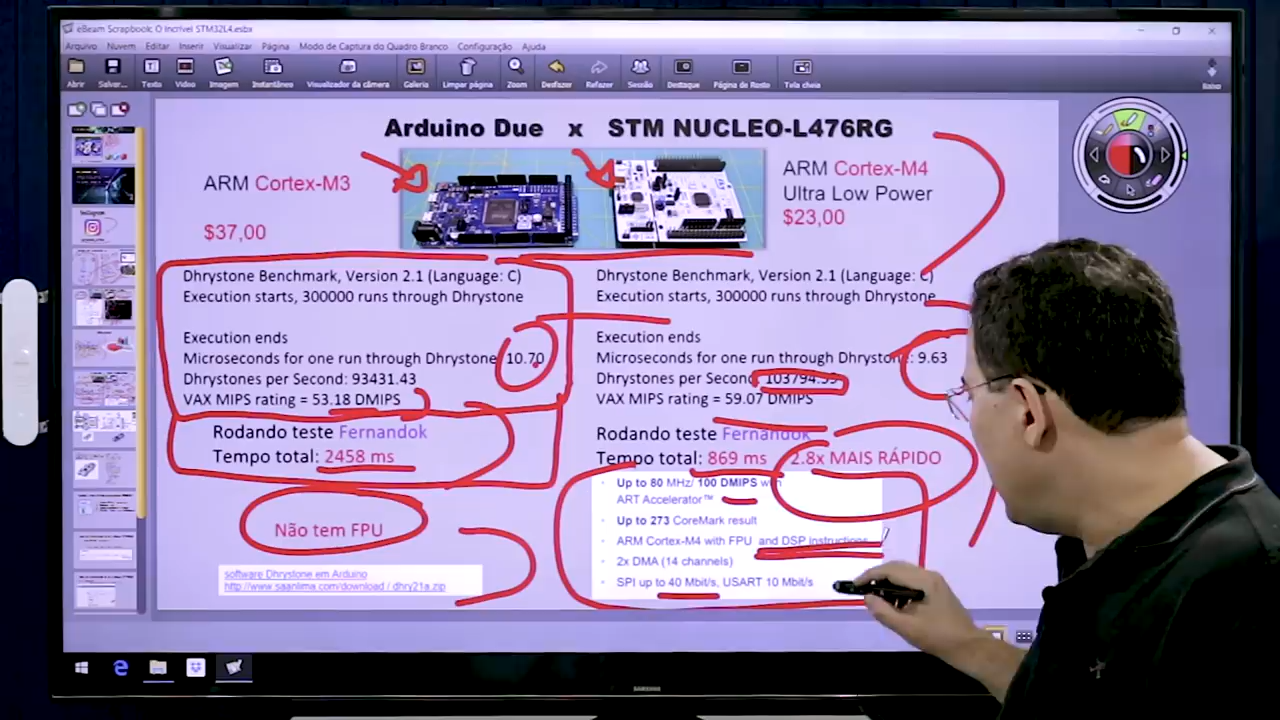 eBeam Scrapbook: O Incrível STM32L4.esbx
Arquivo Nuvem Editar Inserir Visualizar Página Modo de Captura do Quadro Branco Configuração Ajuda
Abrir Salvar... Texto Vídeo Imagem Instantâneo Visualizador da câmera Galeria Limpar página Zoom Desfazer Refazer Sessão Destaque Página de Rosto Tela cheia Baixo
Arduino Due x STM NUCLEO-L476RG
ARM Cortex-M3
$37,00
ARM Cortex-M4
Ultra Low Power
$23,00
Dhrystone Benchmark, Version 2.1 (Language: C)
Execution starts, 300000 runs through Dhrystone
Execution ends
Microseconds for one run through Dhrystone: 10.70
Dhrystones per Second: 93431.43
VAX MIPS rating = 53.18 DMIPS
Rodando teste Fernandok
Tempo total: 2458 ms
Não tem FPU
software Dhrystone em Arduino
http://www.saanlima.com/download / dhry21a.zip
Dhrystone Benchmark, Version 2.1 (Language: C)
Execution starts, 300000 runs through Dhrystone
Execution ends
Microseconds for one run through Dhrystone: 9.63
Dhrystones per Second: 103794.59
VAX MIPS rating = 59.07 DMIPS
Rodando teste Fernandok
Tempo total: 869 ms 2.8x MAIS RÁPIDO
Up to 80 MHz/ 100 DMIPS with
ART Accelerator™
Up to 273 CoreMark result
ARM Cortex-M4 with FPU and DSP instructions
2x DMA (14 channels)
SPI up to 40 Mbit/s, USART 10 Mbit/s
Instagram
SAMSUNG